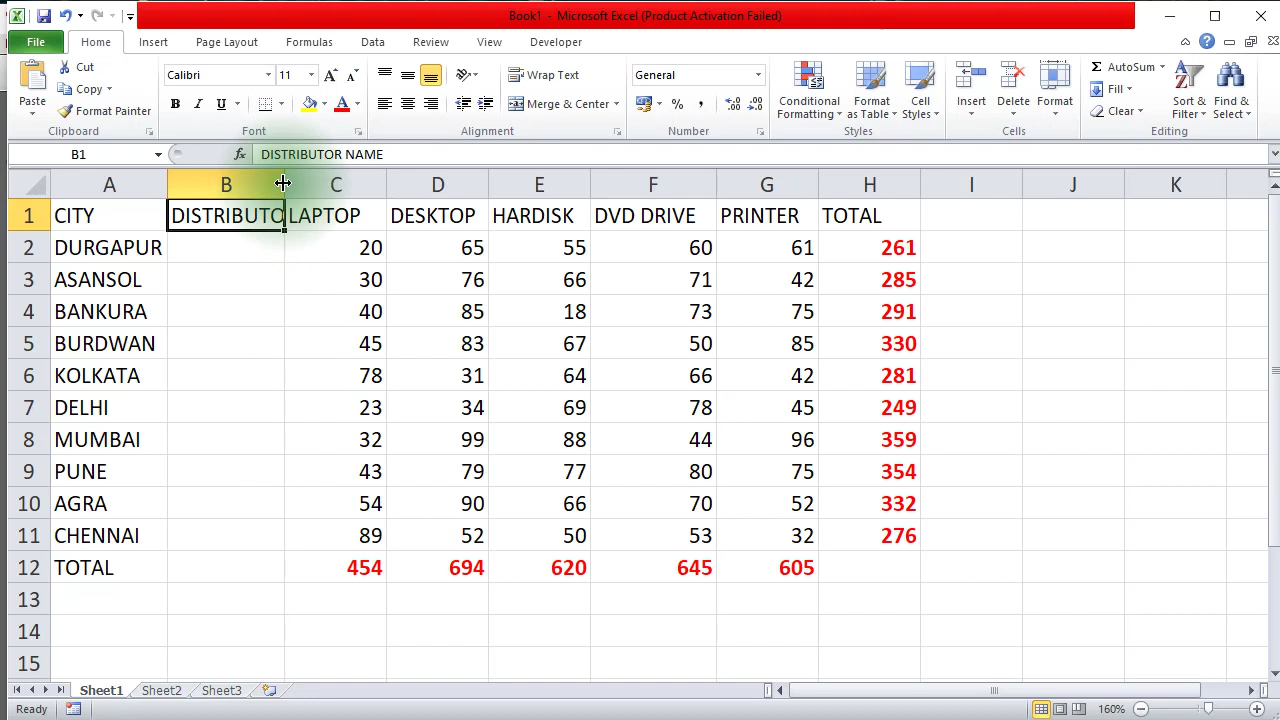 Book1 - Microsoft Excel (Product Activation Failed)
File Home Insert Page Layout Formulas Data Review View Developer
Paste
Cut
Copy
Format Painter
Clipboard
Calibri 11
A A
B I U A
Font
Wrap Text
Merge & Center
Alignment
General
% , .0 .00 .00 .0
Number
Conditional Formatting
Format as Table
Cell Styles
Styles
Insert
Delete
Format
Cells
Σ AutoSum
Fill
Clear
Sort & Filter
Find & Select
Editing
B1 fx DISTRIBUTOR NAME
A B C D E F G H I J K
1 CITY DISTRIBUTO LAPTOP DESKTOP HARDISK DVD DRIVE PRINTER TOTAL
2 DURGAPUR 20 65 55 60 61 261
3 ASANSOL 30 76 66 71 42 285
4 BANKURA 40 85 18 73 75 291
5 BURDWAN 45 83 67 50 85 330
6 KOLKATA 78 31 64 66 42 281
7 DELHI 23 34 69 78 45 249
8 MUMBAI 32 99 88 44 96 359
9 PUNE 43 79 77 80 75 354
10 AGRA 54 90 66 70 52 332
11 CHENNAI 89 52 50 53 32 276
12 TOTAL 454 694 620 645 605
13
14
15
Sheet1 Sheet2 Sheet3
Ready 160%